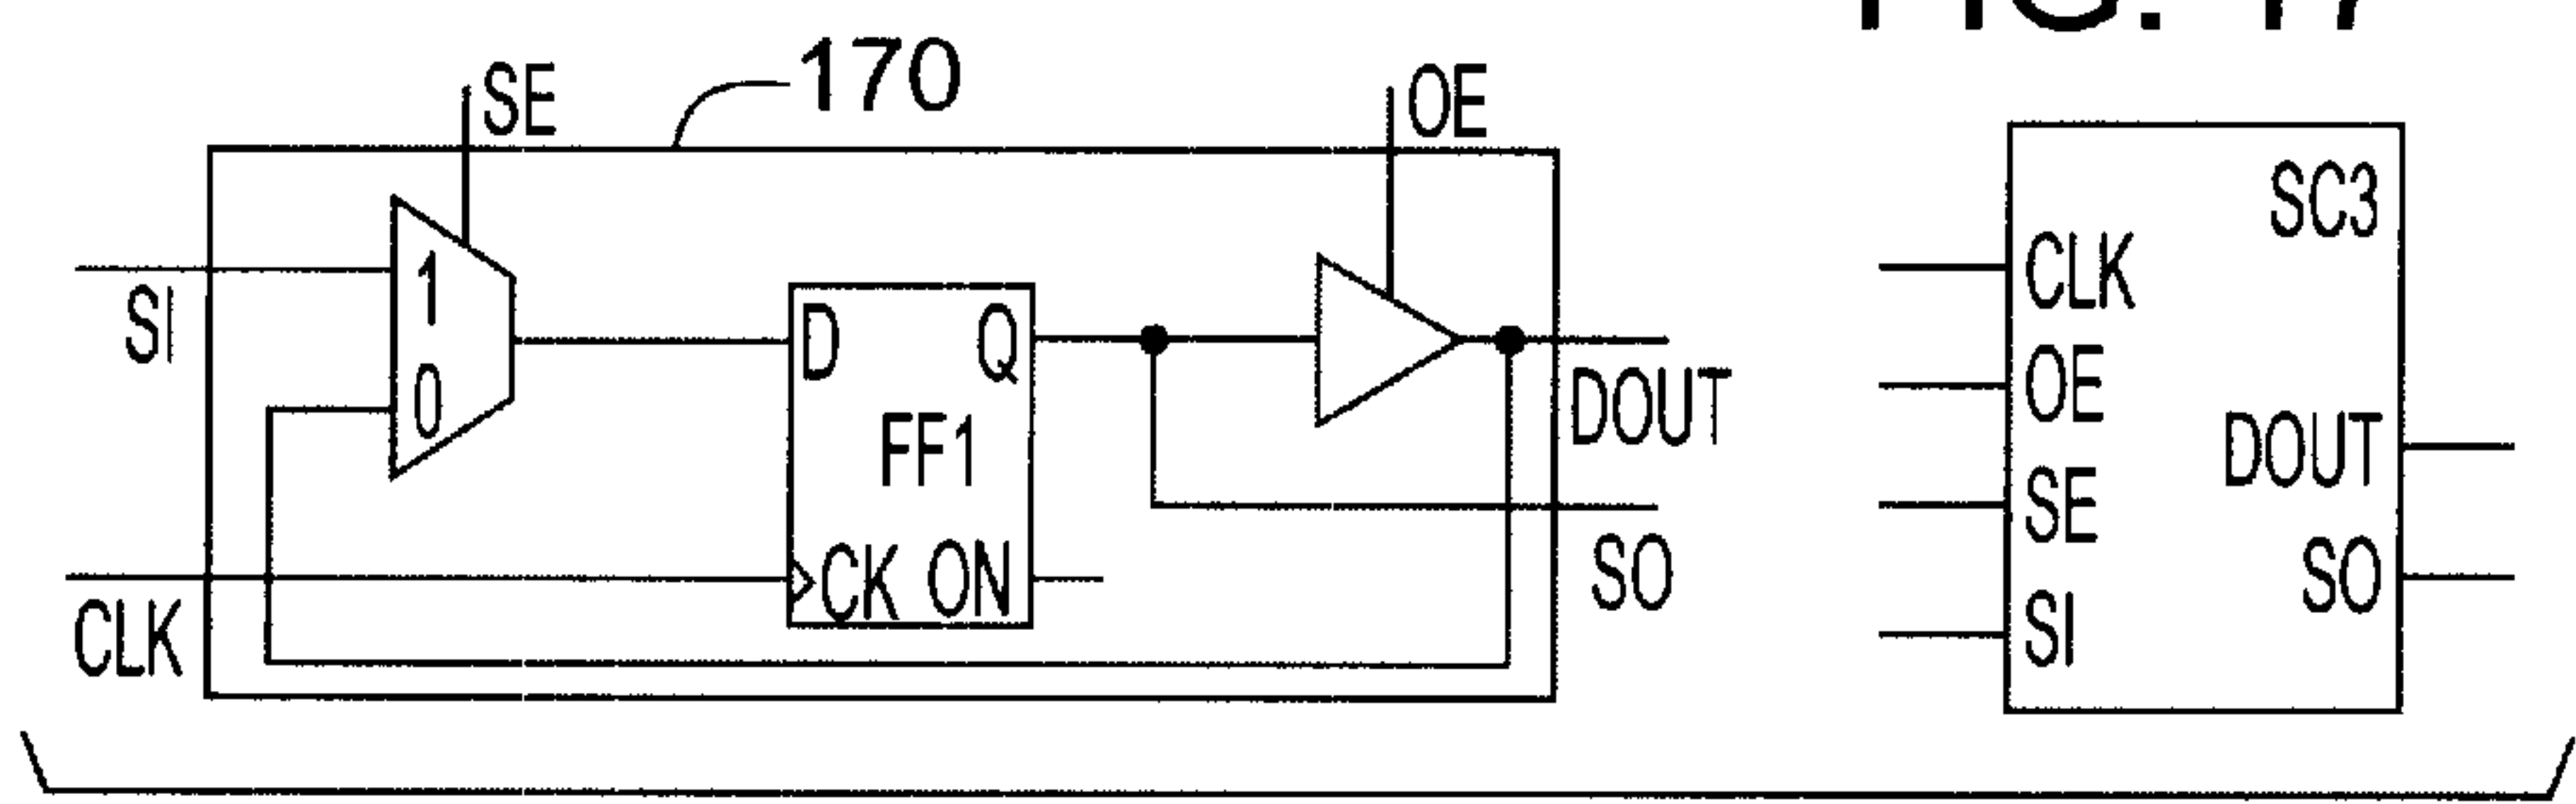 FIG. 17
170
SE
OE
SI
1
0
D
Q
FF1
CK
ON
CLK
DOUT
SO
SC3
CLK
OE
SE
SI
DOUT
SO